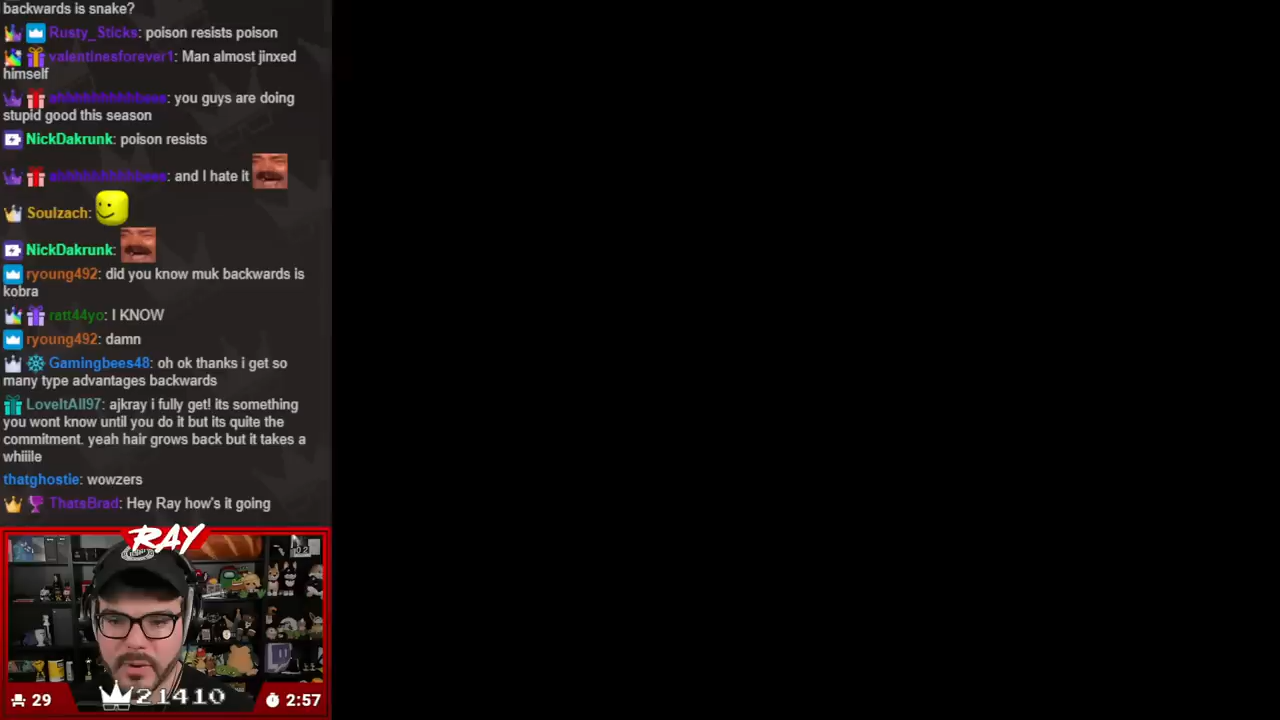 backwards is snake?
Rusty_Sticks: poison resists poison
valentinesforever1: Man almost jinxed
himself
you guys are doing
stupid good this season
NickDakrunk: poison resists
and I hate it
Soulzach:
NickDakrunk:
ryoung492: did you know muk backwards is
kobra
ratt44yo: I KNOW
ryoung492: damn
Gamingbees48: oh ok thanks i get so
many type advantages backwards
LoveItAll97: ajkray i fully get! its something
you wont know until you do it but its quite the
commitment. yeah hair grows back but it takes a
whiiile
thatghostie: wowzers
ThatsBrad: Hey Ray how's it going
RAY
29
21410
2:57